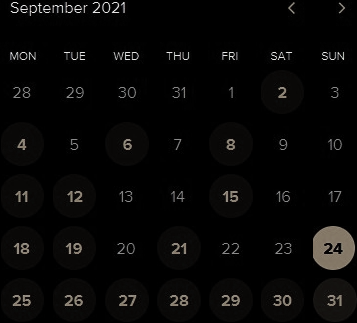 September 2021
MON TUE WED THU FRI SAT SUN
28 29 30 31 1 2 3
4 5 6 7 8 9 10
11 12 13 14 15 16 17
18 19 20 21 22 23 24
25 26 27 28 29 30 31